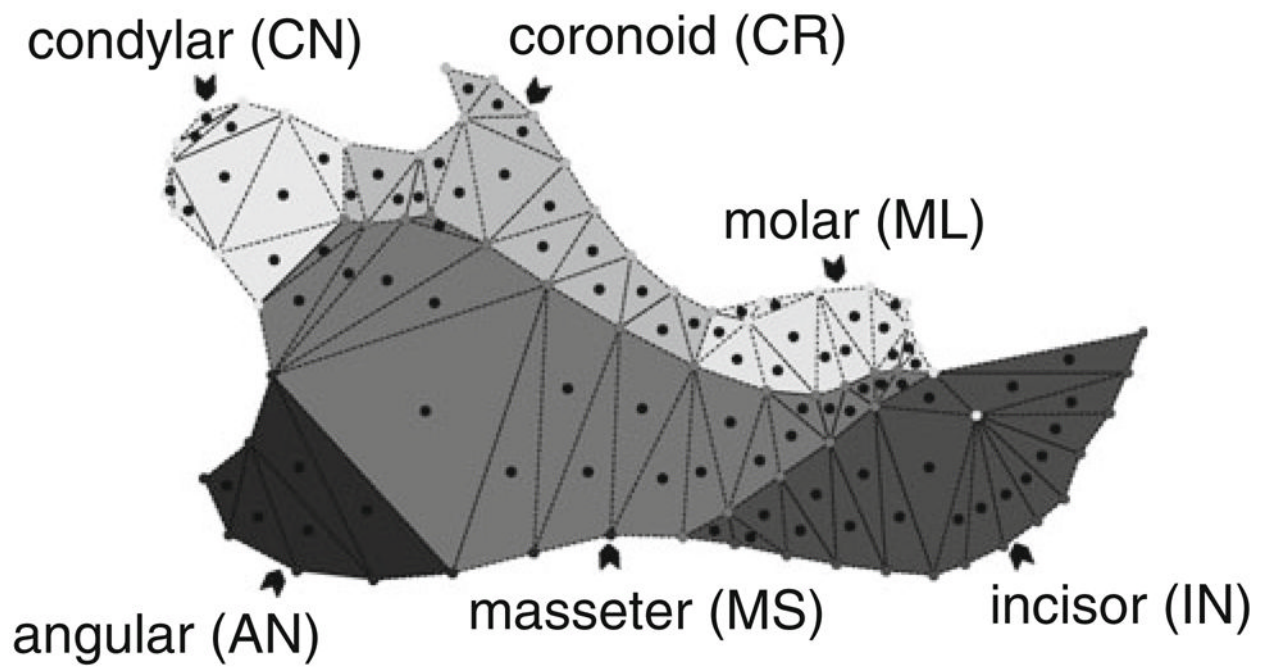 condylar (CN)
coronoid (CR)
molar (ML)
angular (AN)
masseter (MS)
incisor (IN)